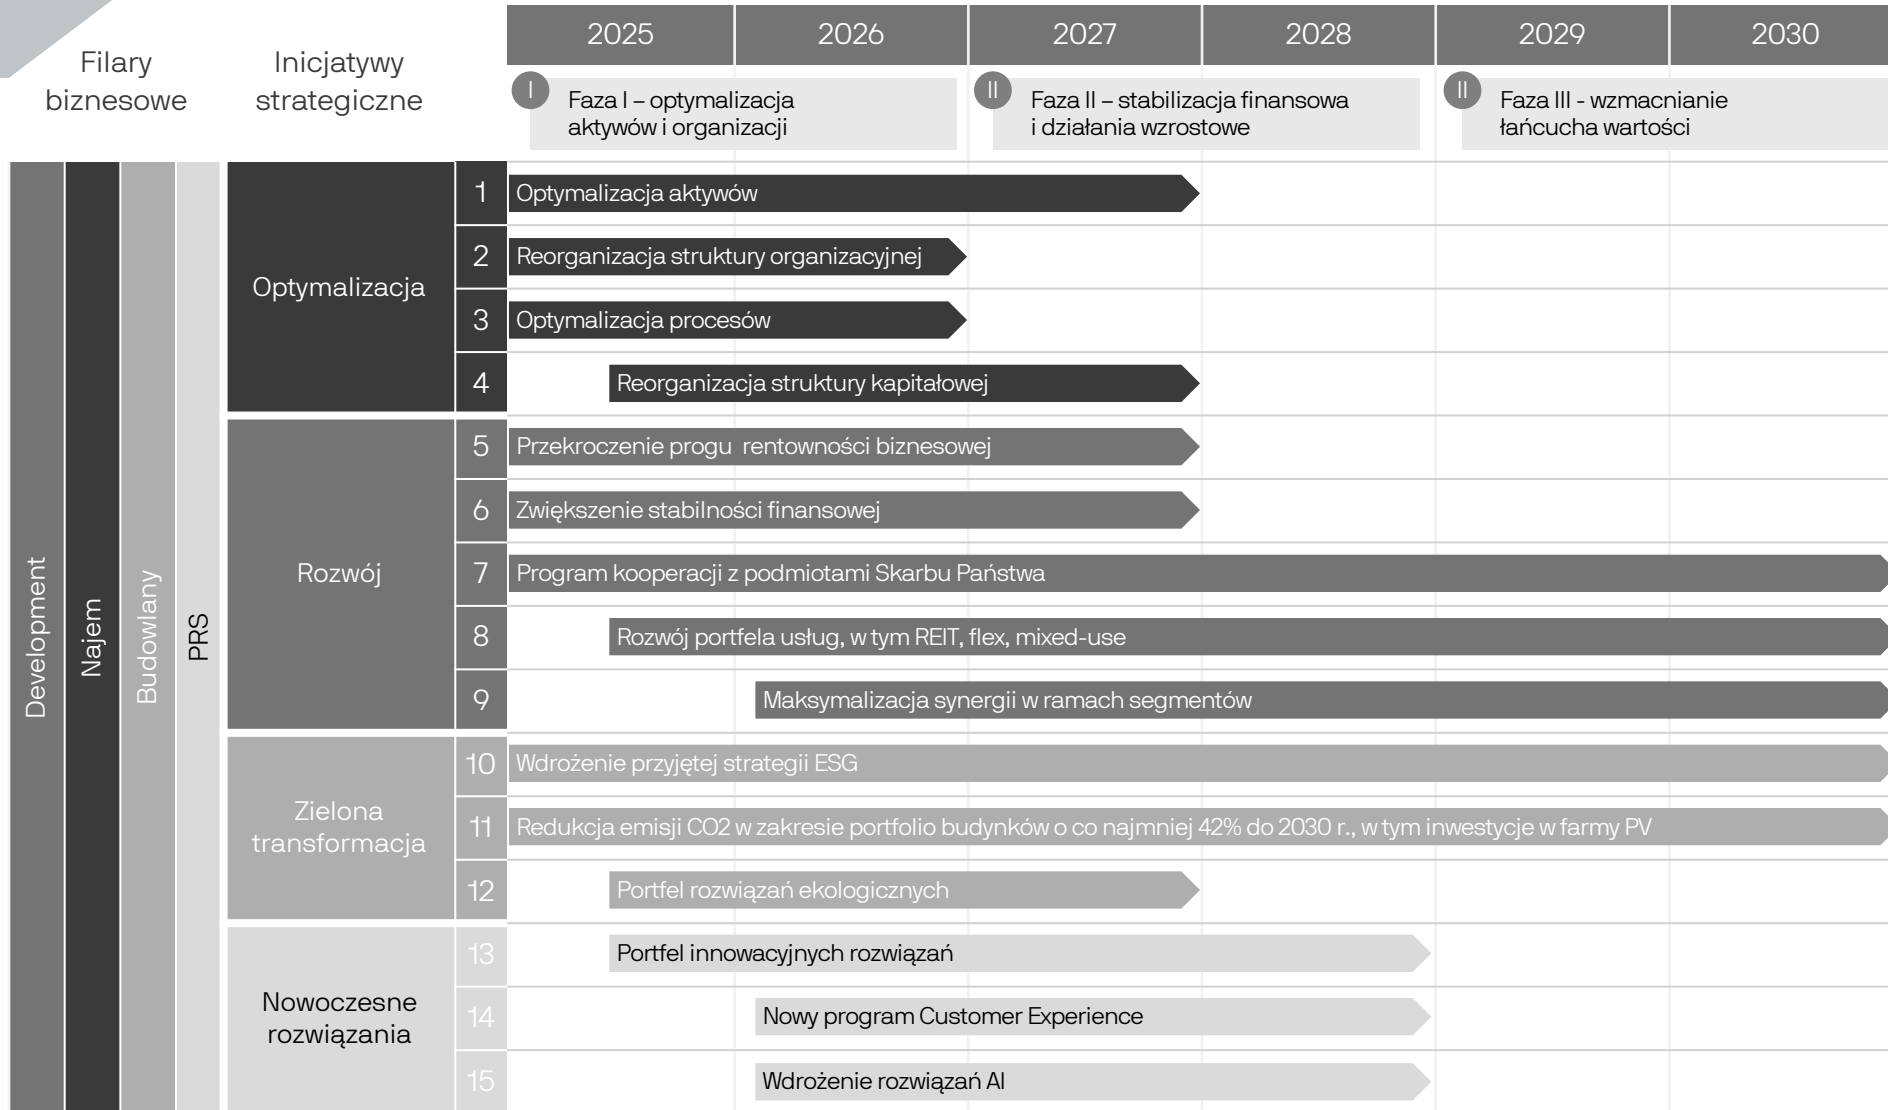 Filary
biznesowe
Inicjatywy
strategiczne
2025
2026
2027
2028
2029
2030
I
Faza I – optymalizacja
aktywów i organizacji
II
Faza II – stabilizacja finansowa
i działania wzrostowe
II
Faza III - wzmacnianie
łańcucha wartości
Development
Najem
Budowlany
PRS
Optymalizacja
1
Optymalizacja aktywów
2
Reorganizacja struktury organizacyjnej
3
Optymalizacja procesów
4
Reorganizacja struktury kapitałowej
Rozwój
5
Przekroczenie progu  rentowności biznesowej
6
Zwiększenie stabilności finansowej
7
Program kooperacji z podmiotami Skarbu Państwa
8
Rozwój portfela usług, w tym REIT, flex, mixed-use
9
Maksymalizacja synergii w ramach segmentów
Zielona
transformacja
10
Wdrożenie przyjętej strategii ESG
11
Redukcja emisji CO2 w zakresie portfolio budynków o co najmniej 42% do 2030 r., w tym inwestycje w farmy PV
12
Portfel rozwiązań ekologicznych
Nowoczesne
rozwiązania
13
Portfel innowacyjnych rozwiązań
14
Nowy program Customer Experience
15
Wdrożenie rozwiązań AI